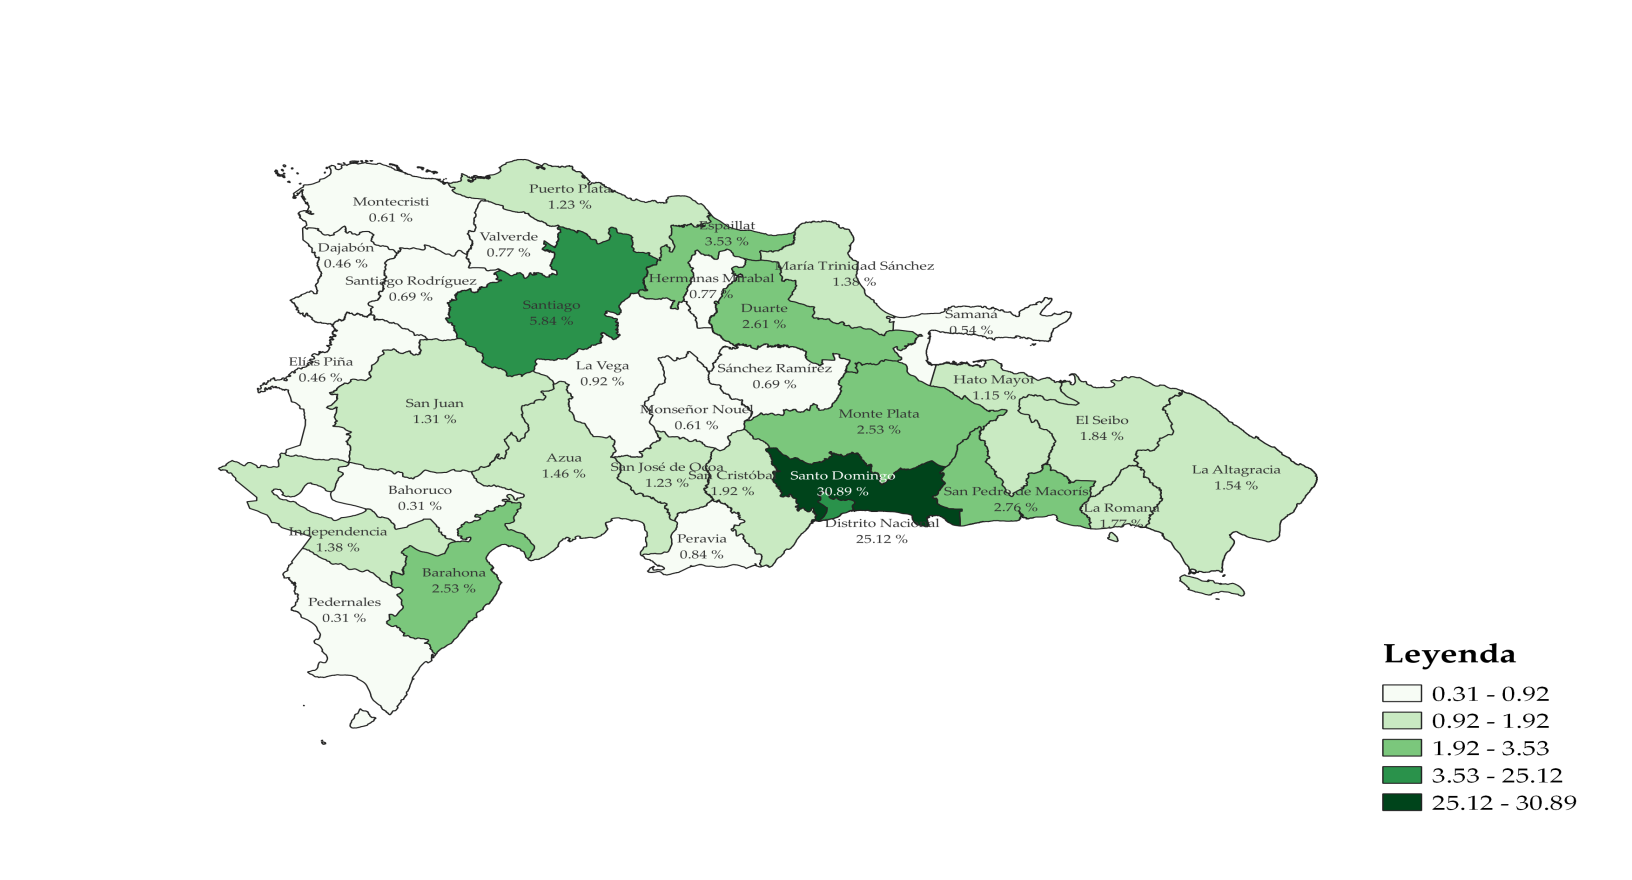 Puerto Plata
1.23 %
Montecristi
0.61 %
Espaillat
3.53 %
Valverde
0.77 %
Dajabón
0.46 %
María Trinidad Sánchez
1.38 %
Santiago Rodríguez
0.69 %
Hermanas Mirabal
0.77 %
Santiago
5.84 %
Duarte
2.61 %
Samaná
0.54 %
Elías Piña
0.46 %
La Vega
0.92 %
Sánchez Ramírez
0.69 %
Hato Mayor
1.15 %
San Juan
1.31 %
Monseñor Nouel
0.61 %
Monte Plata
2.53 %
El Seibo
1.84 %
Azua
1.46 %
San José de Ocoa
1.23 %
San Cristóbal
1.92 %
Santo Domingo
30.89 %
La Altagracia
1.54 %
Bahoruco
0.31 %
San Pedro de Macorís
2.76 %
La Romana
1.77 %
Distrito Nacional
25.12 %
Independencia
1.38 %
Peravia
0.84 %
Barahona
2.53 %
Pedernales
0.31 %
Leyenda
0.31 - 0.92
0.92 - 1.92
1.92 - 3.53
3.53 - 25.12
25.12 - 30.89